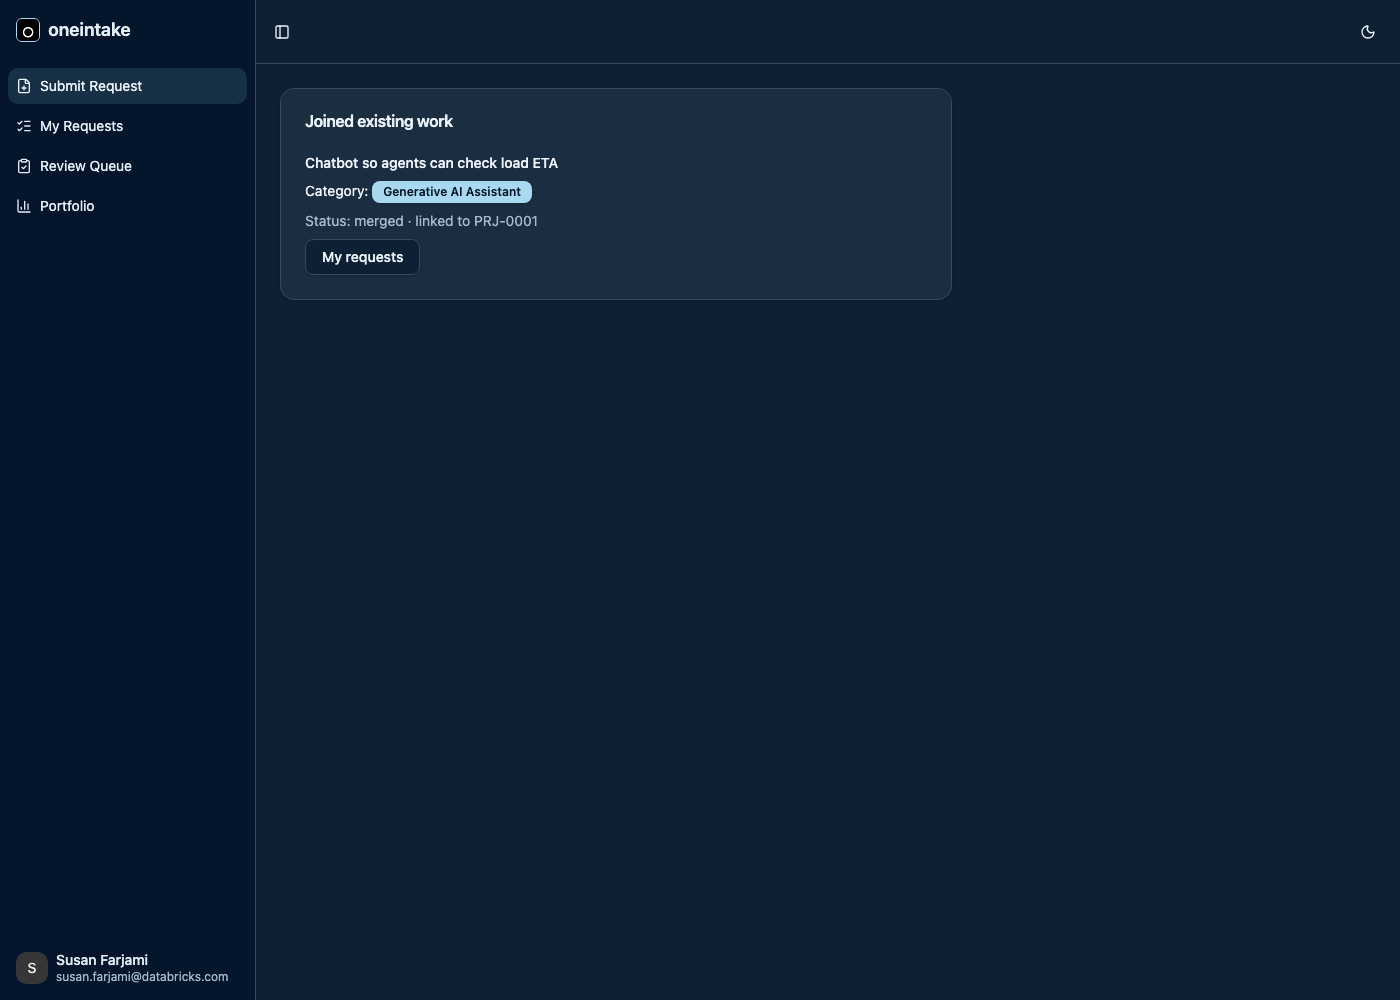 oneintake
Submit Request
My Requests
Review Queue
Portfolio
Joined existing work
Chatbot so agents can check load ETA
Category: Generative AI Assistant
Status: merged · linked to PRJ-0001
My requests
S
Susan Farjami
susan.farjami@databricks.com